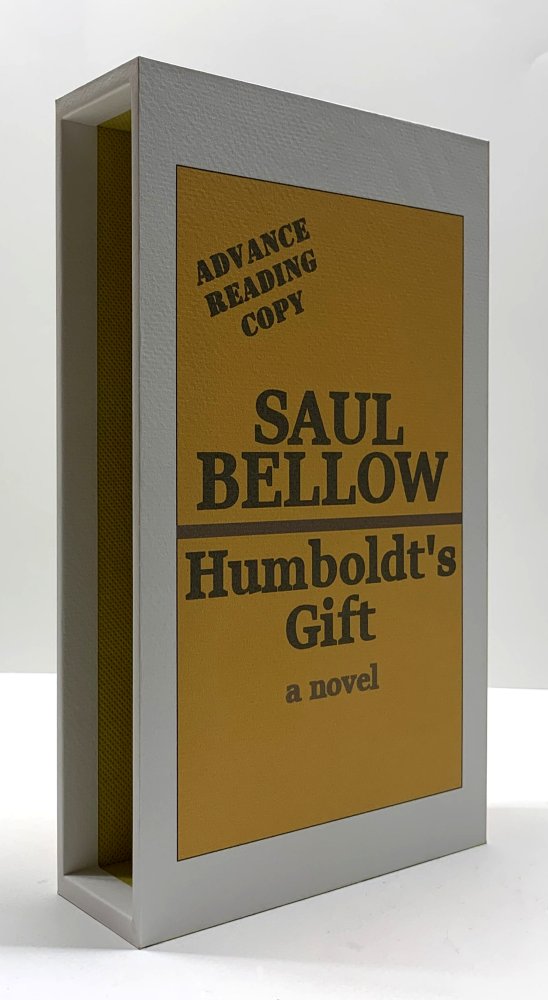 ADVANCE
READING
COPY
SAUL
BELLOW
Humboldt's
Gift
a novel